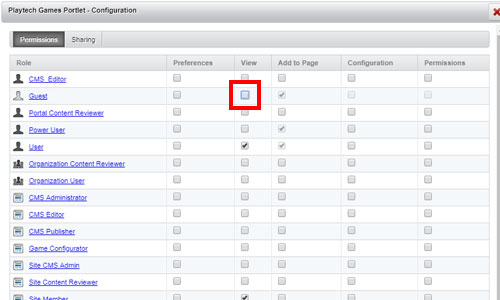 Playtech Games Portlet - Configuration
Permissions Sharing
Role Preferences View Add to Page Configuration Permissions
CMS_Editor
Guest
Portal Content Reviewer
Power User
User
Organization Content Reviewer
Organization User
CMS Administrator
CMS Editor
CMS Publisher
Game Configurator
Site CMS Admin
Site Content Reviewer
Site Member